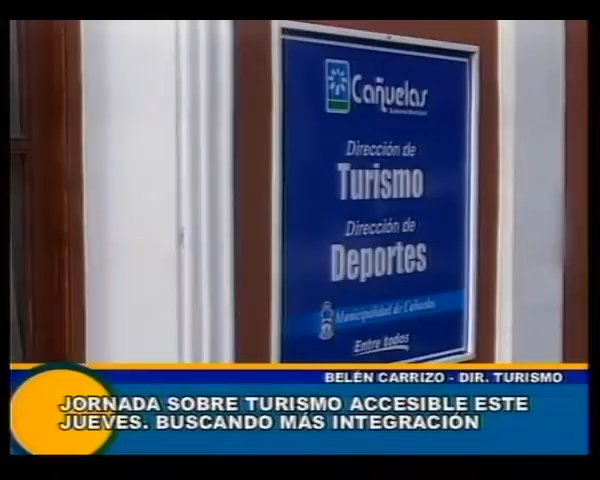 Cañuelas
Dirección de
Turismo
Dirección de
Deportes
Municipalidad de Cañuelas
Entre todos
BELÉN CARRIZO - DIR. TURISMO
JORNADA SOBRE TURISMO ACCESIBLE ESTE
JUEVES. BUSCANDO MÁS INTEGRACIÓN